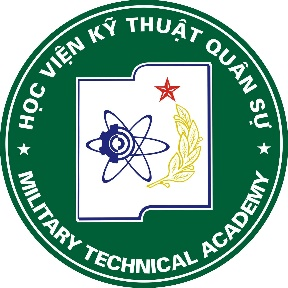 HỌC VIỆN KỸ THUẬT QUÂN SỰ
MILITARY TECHNICAL ACADEMY